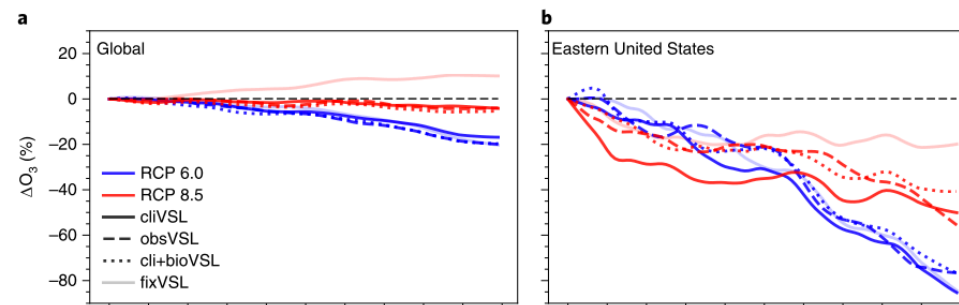 a
b
Global
Eastern United States
20
0
−20
−40
−60
−80
ΔO₃ (%)
RCP 6.0
RCP 8.5
cliVSL
obsVSL
cli+bioVSL
fixVSL